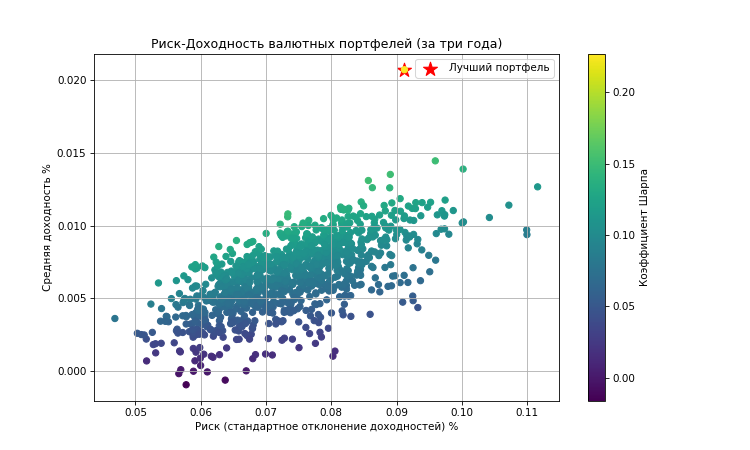 Риск-Доходность валютных портфелей (за три года)
Лучший портфель
0.020
0.015
0.010
0.005
0.000
Средняя доходность %
0.05 0.06 0.07 0.08 0.09 0.10 0.11
Риск (стандартное отклонение доходностей) %
0.20
0.15
0.10
0.05
0.00
Коэффициент Шарпа